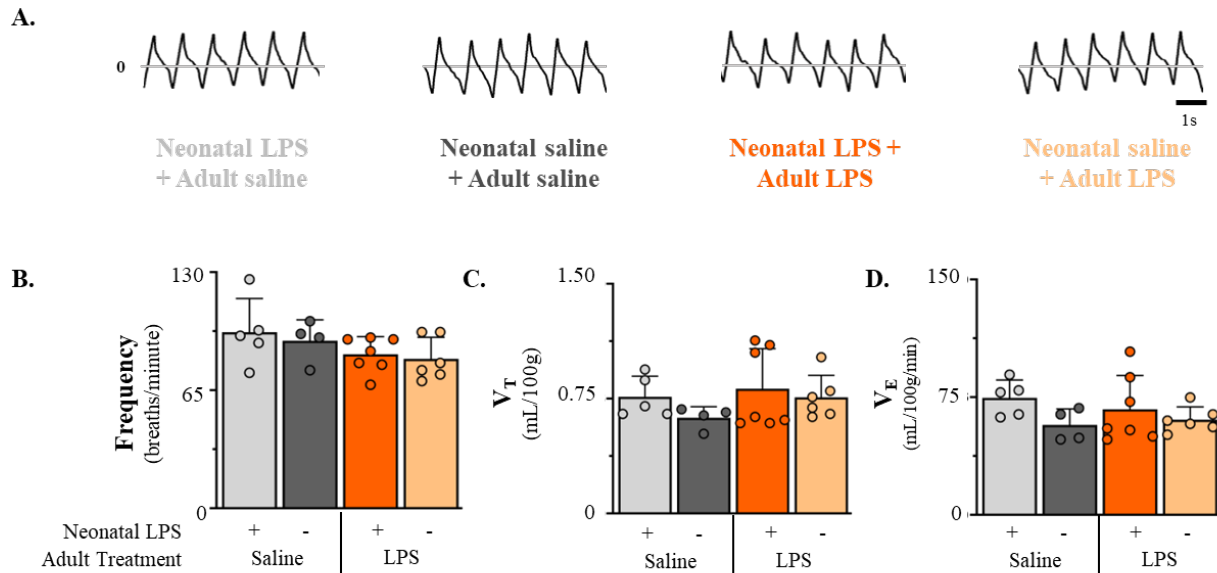 A.
0
1s
Neonatal LPS
+ Adult saline
Neonatal saline
+ Adult saline
Neonatal LPS +
Adult LPS
Neonatal saline
+ Adult LPS
B.
Frequency
(breaths/minute)
130
65
0
C.
V_T
(mL/100g)
1.50
0.75
0
D.
V_E
(mL/100g/min)
150
75
0
Neonatal LPS + - + - + - + - + - + -
Adult Treatment Saline LPS Saline LPS Saline LPS